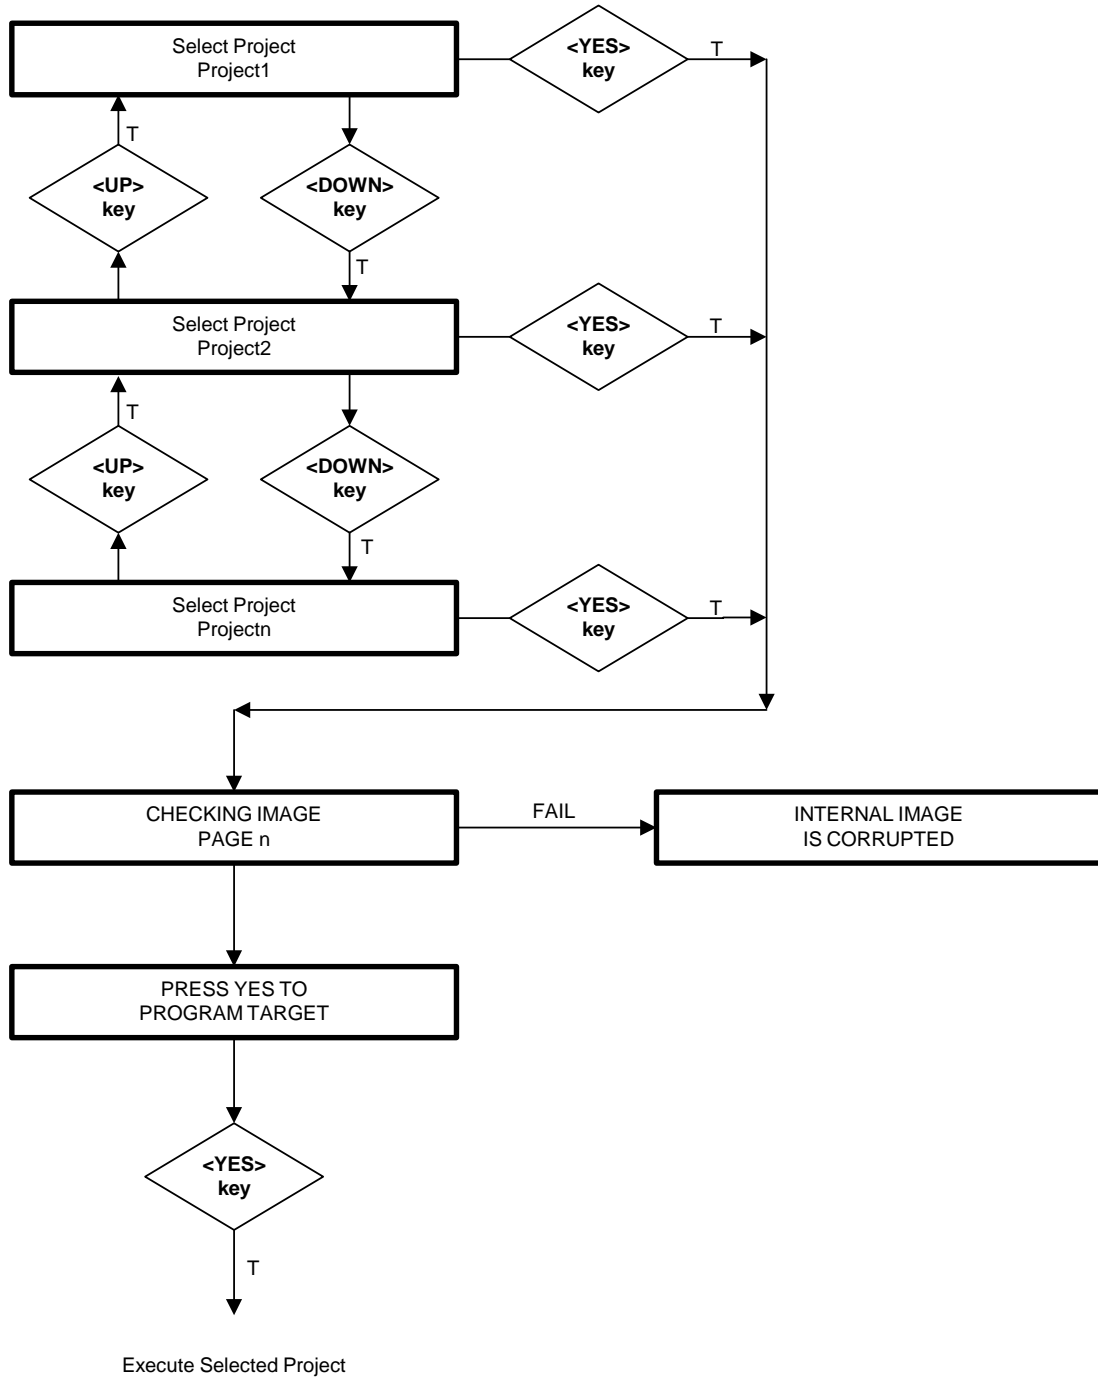 Select Project
Project1
<YES>
key
T
T
<UP>
key
<DOWN>
key
T
Select Project
Project2
<YES>
key
T
T
<UP>
key
<DOWN>
key
T
Select Project
Projectn
<YES>
key
T
CHECKING IMAGE
PAGE n
FAIL
INTERNAL IMAGE
IS CORRUPTED
PRESS YES TO
PROGRAM TARGET
<YES>
key
T
Execute Selected Project